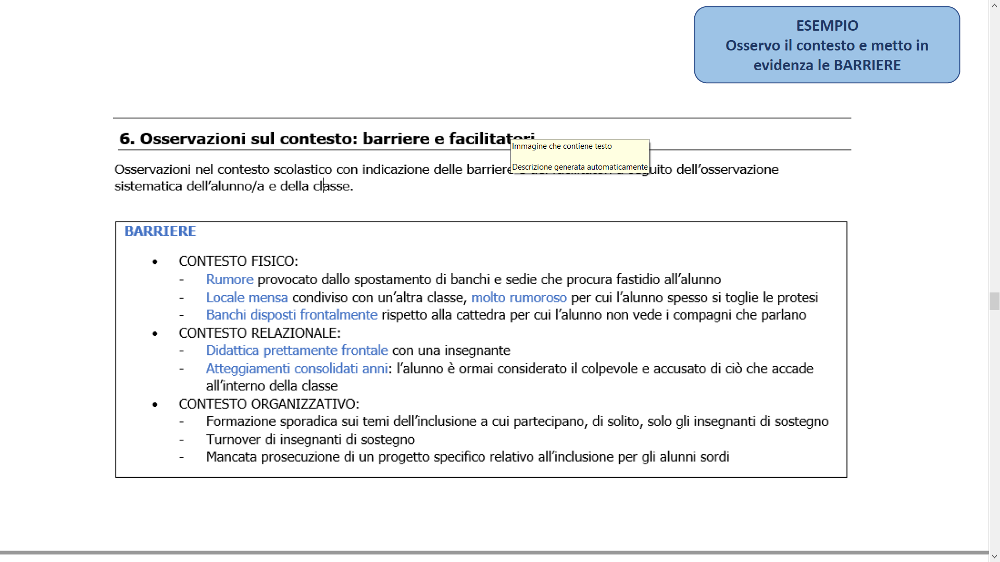 ESEMPIO
Osservo il contesto e metto in
evidenza le BARRIERE
6. Osservazioni sul contesto: barriere e facilitatori
Immagine che contiene testo
Descrizione generata automaticamente
Osservazioni nel contesto scolastico con indicazione delle barriere dell’osservazione
sistematica dell’alunno/a e della classe.
BARRIERE
• CONTESTO FISICO:
- Rumore provocato dallo spostamento di banchi e sedie che procura fastidio all’alunno
- Locale mensa condiviso con un’altra classe, molto rumoroso per cui l’alunno spesso si toglie le protesi
- Banchi disposti frontalmente rispetto alla cattedra per cui l’alunno non vede i compagni che parlano
• CONTESTO RELAZIONALE:
- Didattica prettamente frontale con una insegnante
- Atteggiamenti consolidati anni: l’alunno è ormai considerato il colpevole e accusato di ciò che accade
all’interno della classe
• CONTESTO ORGANIZZATIVO:
- Formazione sporadica sui temi dell’inclusione a cui partecipano, di solito, solo gli insegnanti di sostegno
- Turnover di insegnanti di sostegno
- Mancata prosecuzione di un progetto specifico relativo all’inclusione per gli alunni sordi